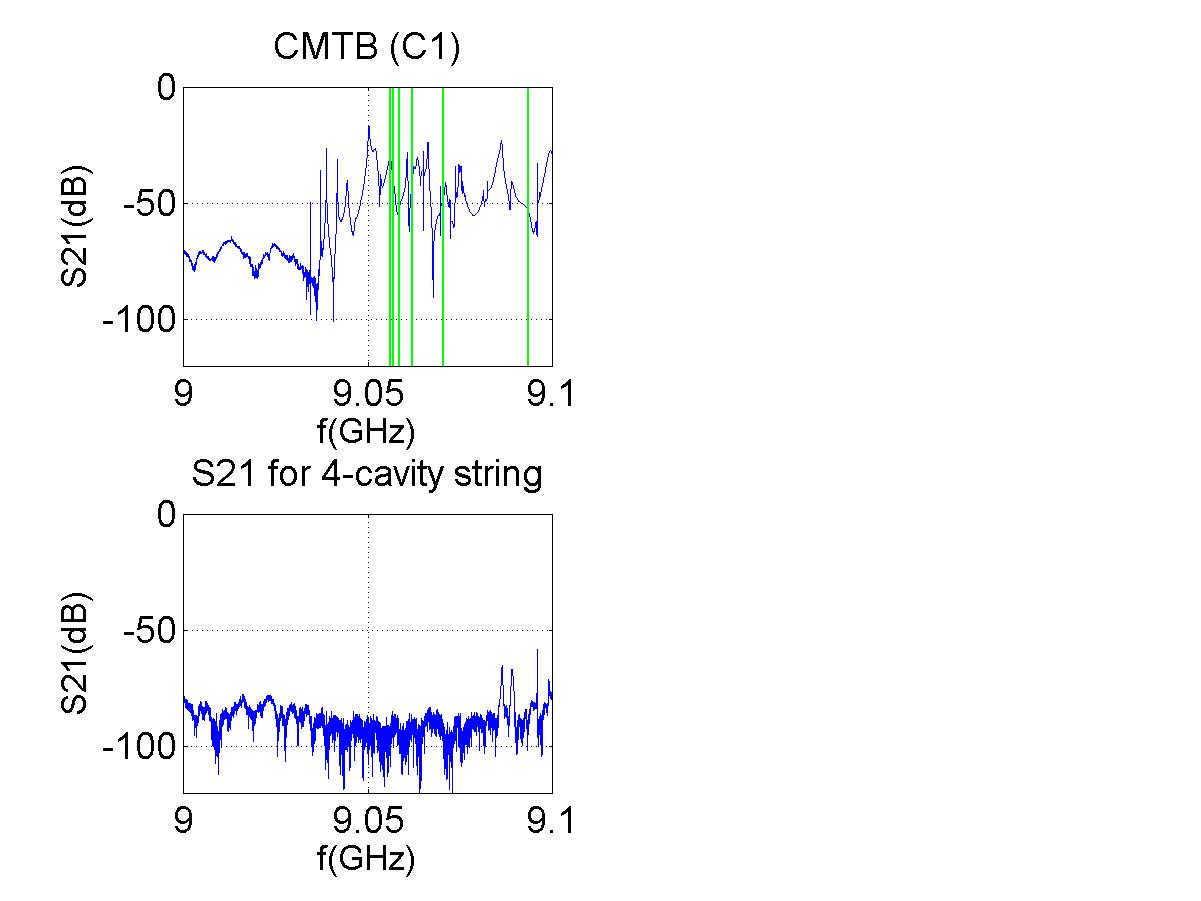 CMTB (C1)
0
-50
-100
S21(dB)
9 9.05 9.1
f(GHz)
S21 for 4-cavity string
0
-50
-100
S21(dB)
9 9.05 9.1
f(GHz)